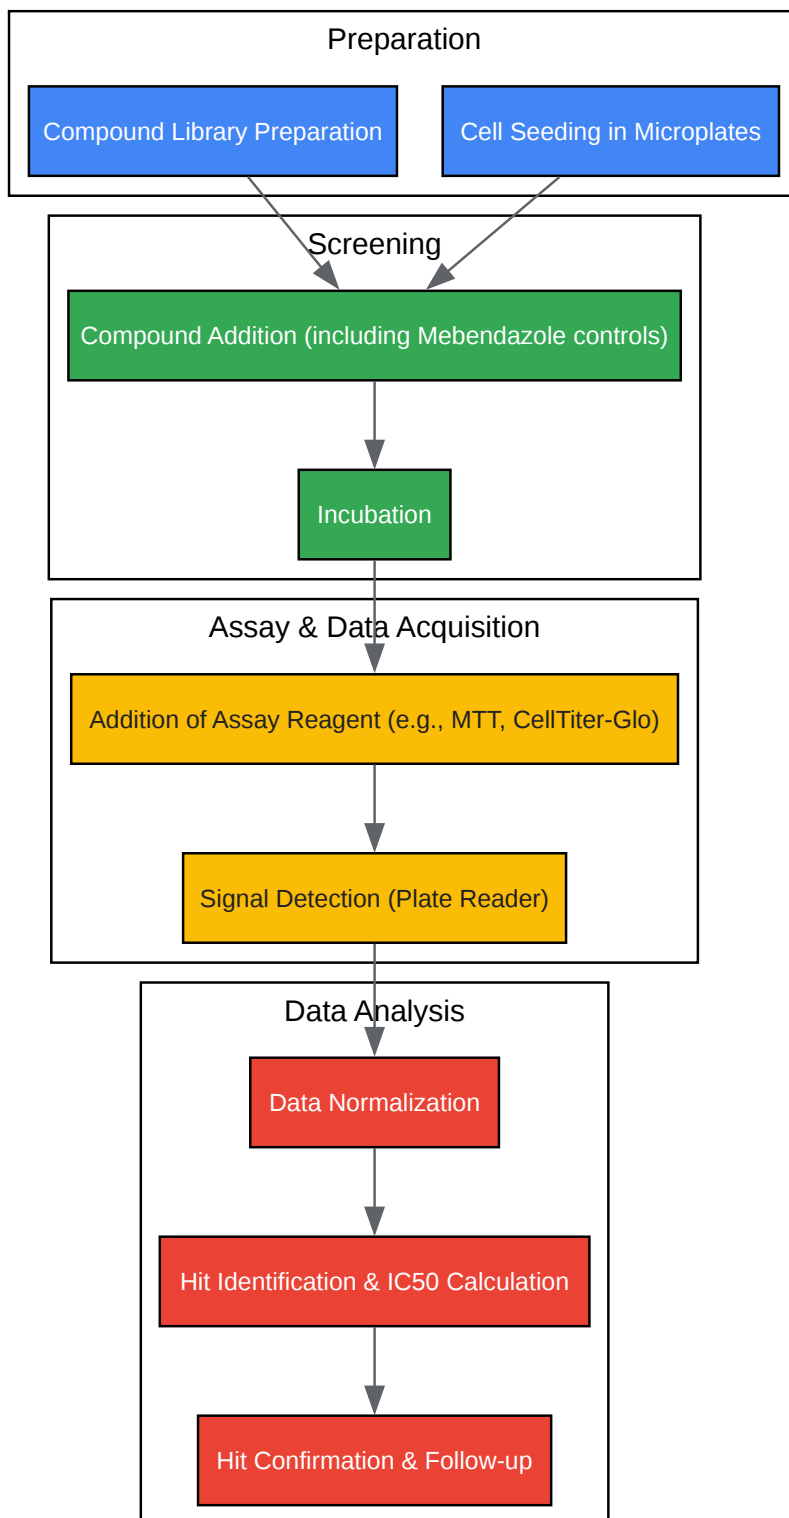 Preparation
Compound Library Preparation
Cell Seeding in Microplates
Screening
Compound Addition (including Mebendazole controls)
Incubation
Assay & Data Acquisition
Addition of Assay Reagent (e.g., MTT, CellTiter-Glo)
Signal Detection (Plate Reader)
Data Analysis
Data Normalization
Hit Identification & IC50 Calculation
Hit Confirmation & Follow-up